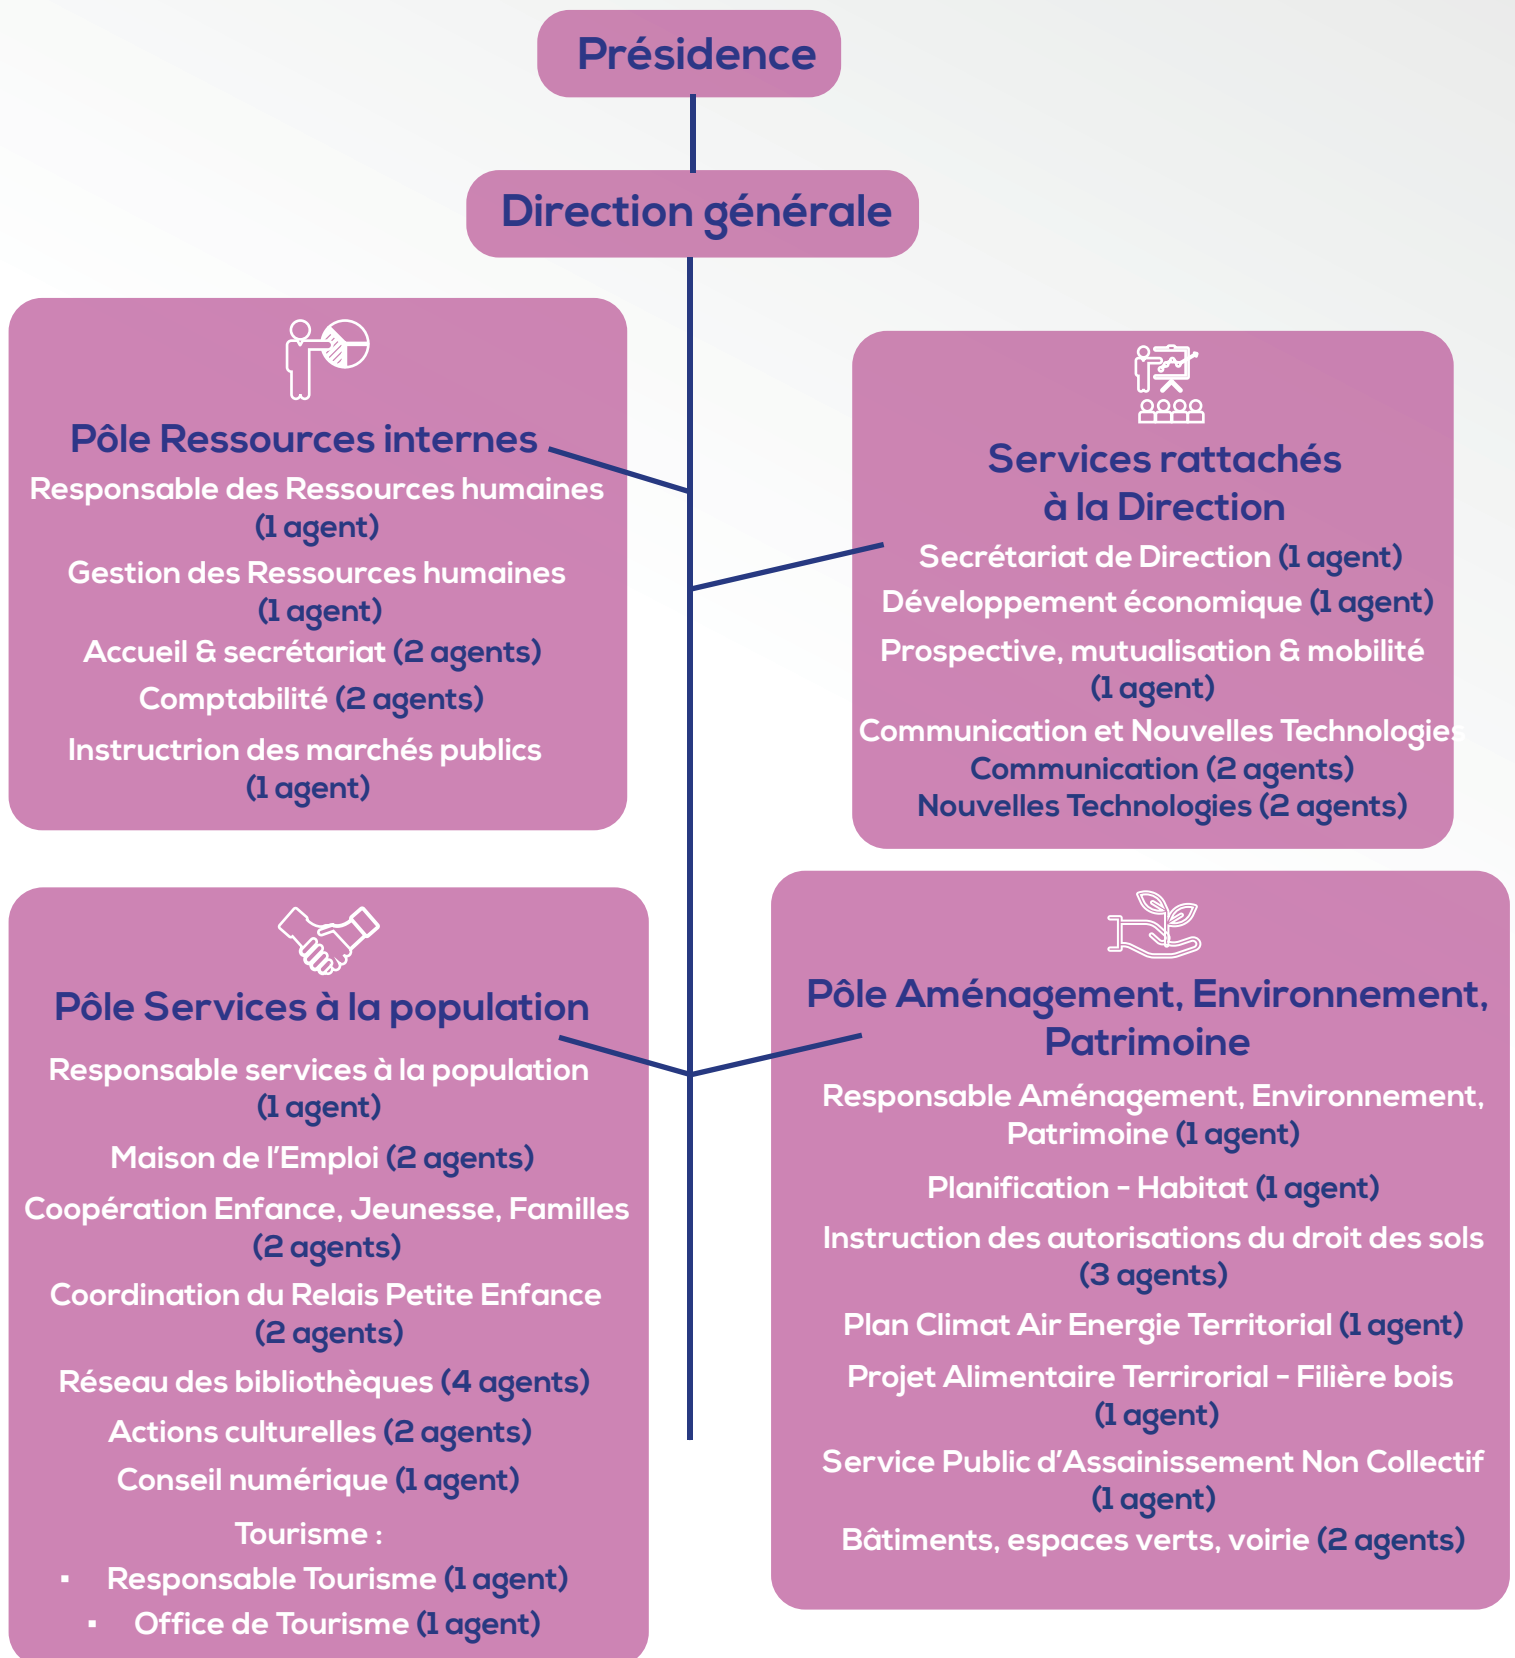 Présidence
Direction générale
Pôle Ressources internes
Responsable des Ressources humaines
(1 agent)
Gestion des Ressources humaines
(1 agent)
Accueil & secrétariat (2 agents)
Comptabilité (2 agents)
Instructrion des marchés publics
(1 agent)
Services rattachés
à la Direction
Secrétariat de Direction (1 agent)
Développement économique (1 agent)
Prospective, mutualisation & mobilité
(1 agent)
Communication et Nouvelles Technologies
Communication (2 agents)
Nouvelles Technologies (2 agents)
Pôle Services à la population
Responsable services à la population
(1 agent)
Maison de l'Emploi (2 agents)
Coopération Enfance, Jeunesse, Familles
(2 agents)
Coordination du Relais Petite Enfance
(2 agents)
Réseau des bibliothèques (4 agents)
Actions culturelles (2 agents)
Conseil numérique (1 agent)
Tourisme :
▪ Responsable Tourisme (1 agent)
▪ Office de Tourisme (1 agent)
Pôle Aménagement, Environnement,
Patrimoine
Responsable Aménagement, Environnement,
Patrimoine (1 agent)
Planification - Habitat (1 agent)
Instruction des autorisations du droit des sols
(3 agents)
Plan Climat Air Energie Territorial (1 agent)
Projet Alimentaire Terrirorial - Filière bois
(1 agent)
Service Public d'Assainissement Non Collectif
(1 agent)
Bâtiments, espaces verts, voirie (2 agents)